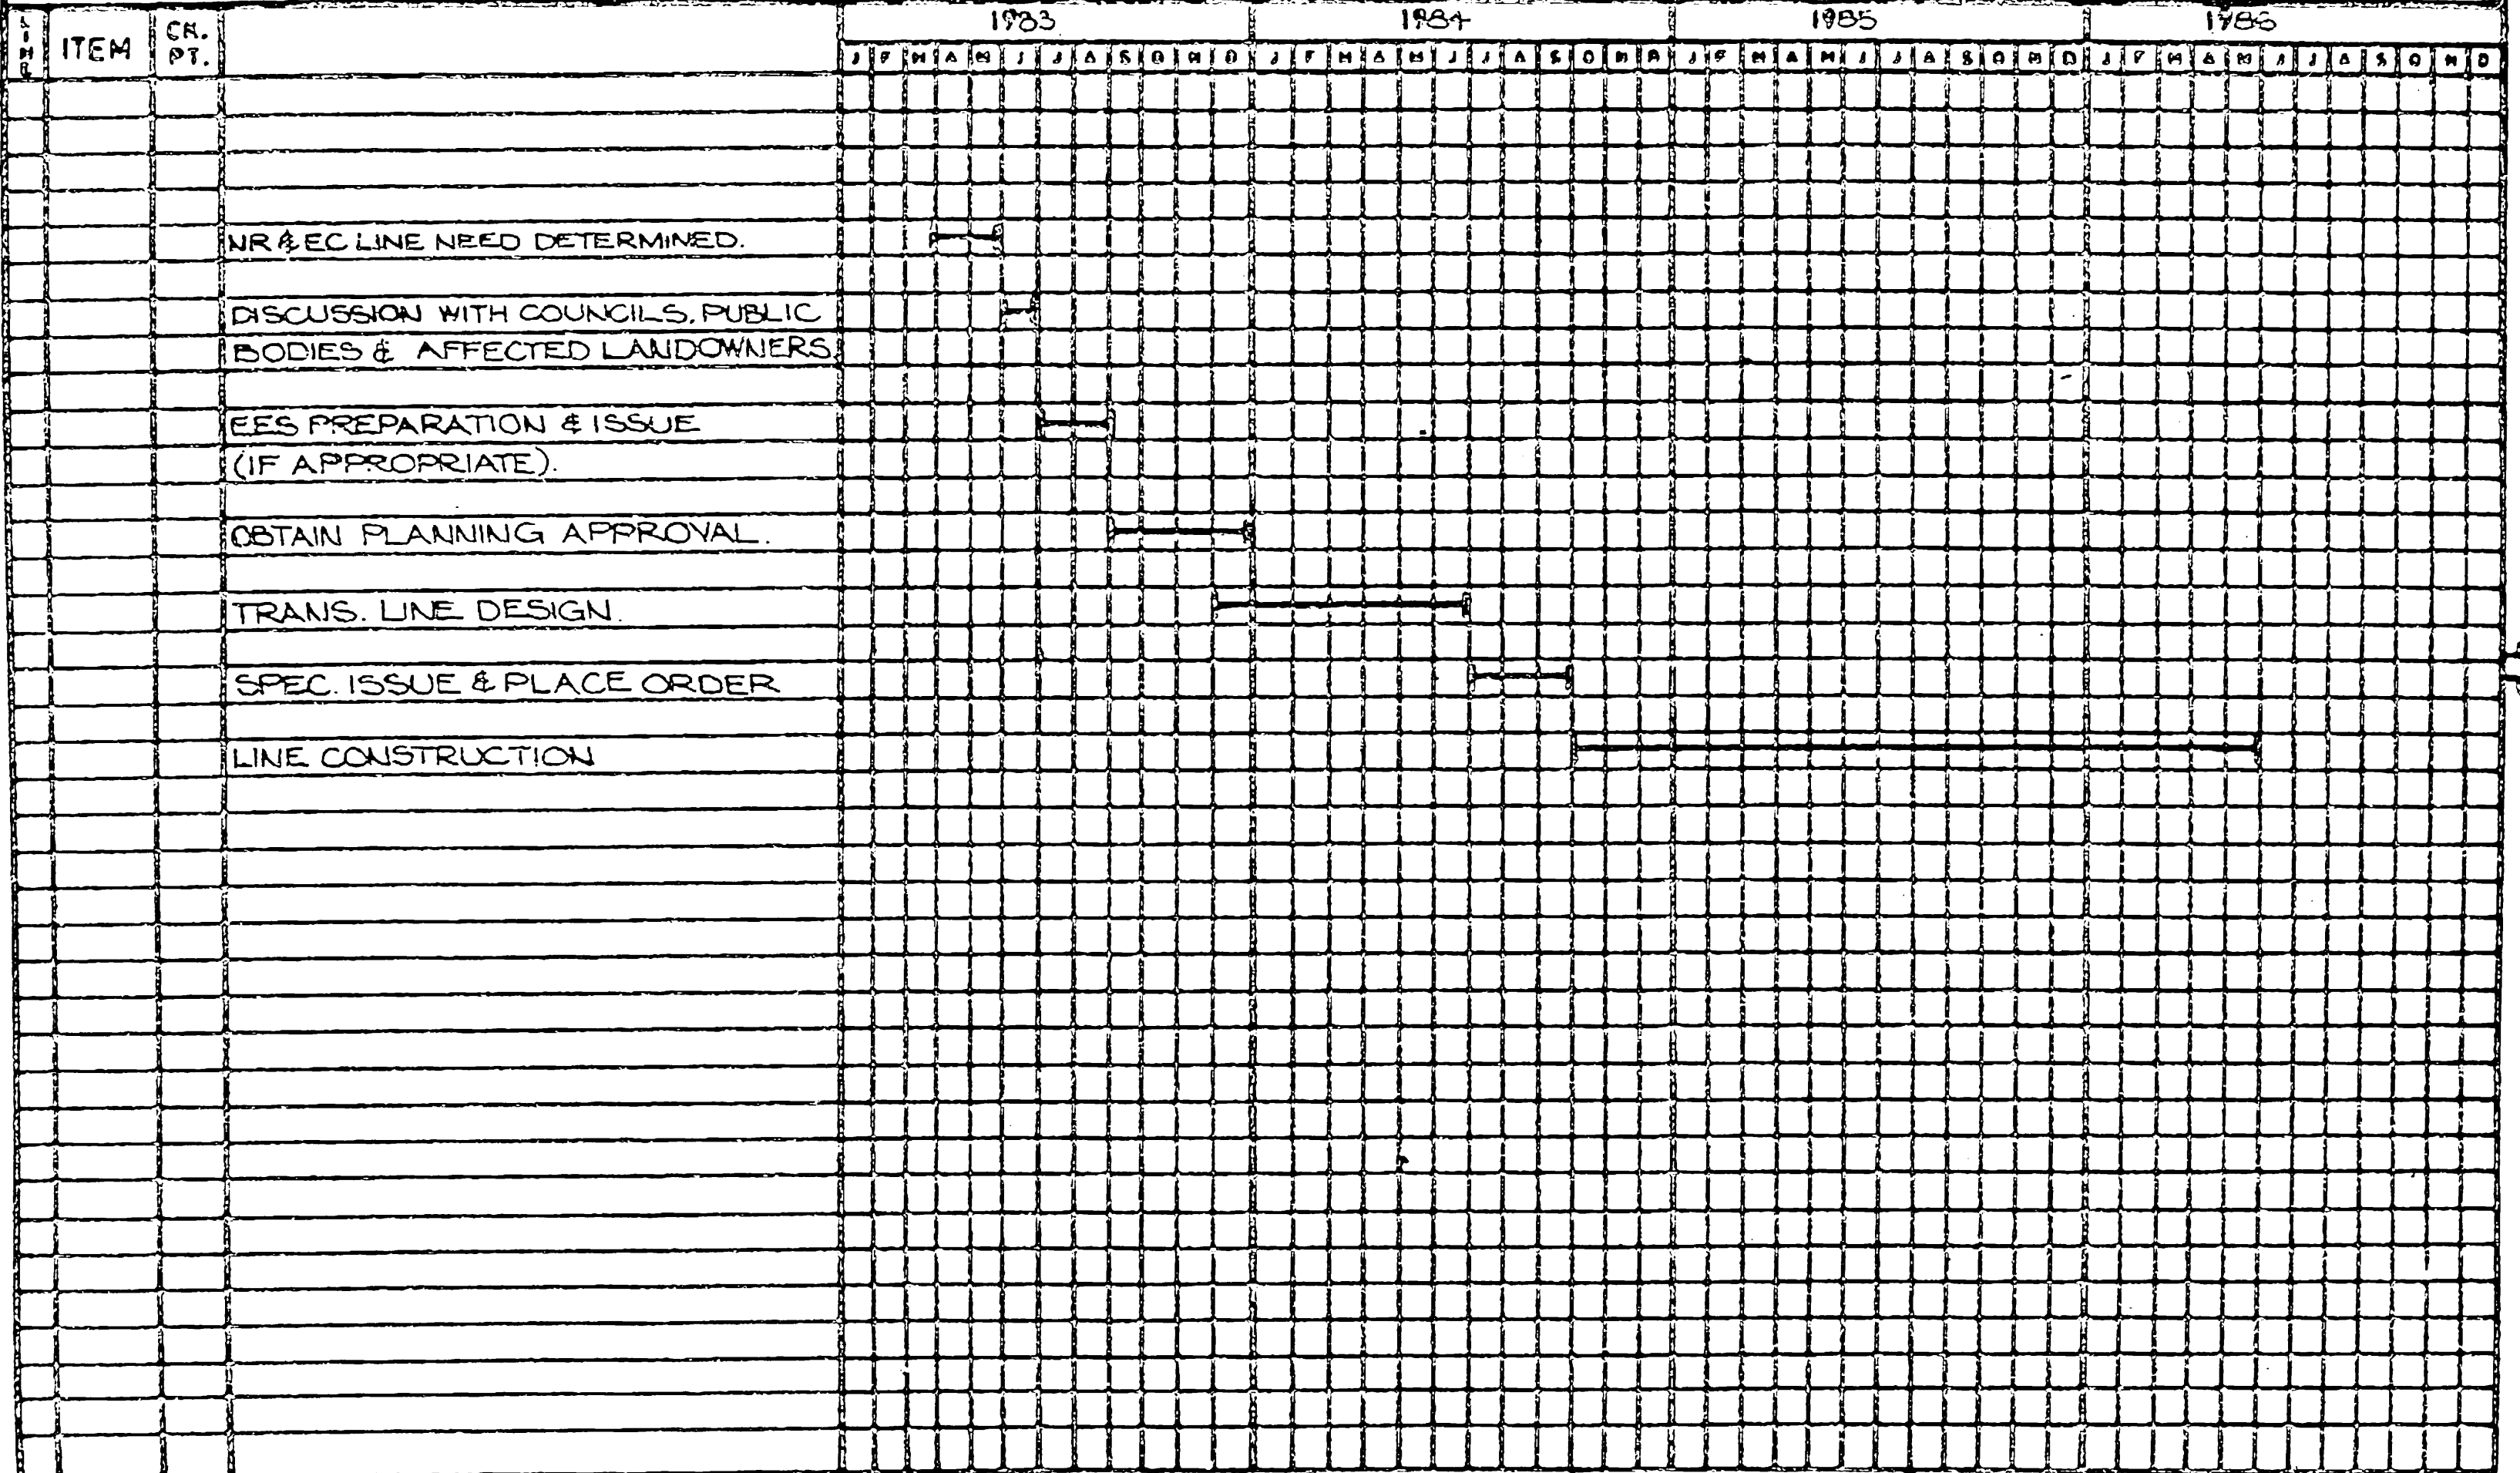 LINE ITEM CH. PT. 1983 1984 1985 1986
J F M A M J J A S O N D J F M A M J J A S O N D J F M A M J J A S O N D J F M A M J J A S O N D
NR & EC LINE NEED DETERMINED.
DISCUSSION WITH COUNCILS, PUBLIC
BODIES & AFFECTED LANDOWNERS.
EES PREPARATION & ISSUE
(IF APPROPRIATE).
OBTAIN PLANNING APPROVAL.
TRANS. LINE DESIGN.
SPEC. ISSUE & PLACE ORDER
LINE CONSTRUCTION